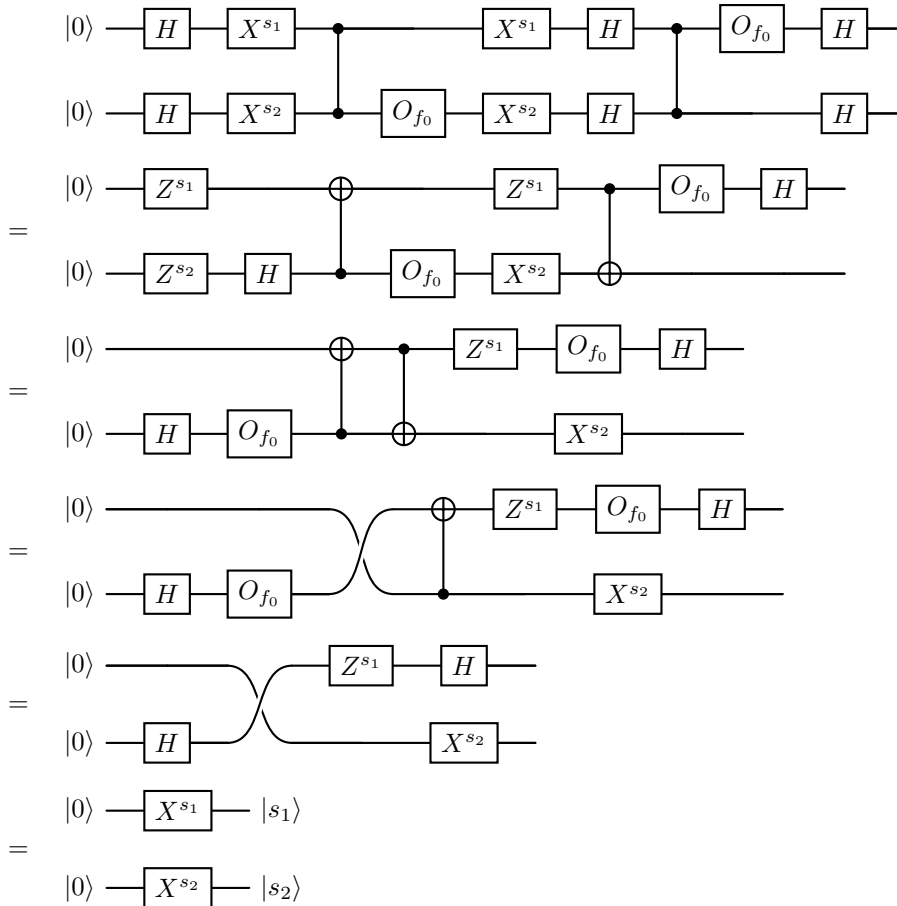 |0⟩ H X^{s_1} X^{s_1} H O_{f_0} H
|0⟩ H X^{s_2} O_{f_0} X^{s_2} H H
|0⟩ Z^{s_1} Z^{s_1} O_{f_0} H
=
|0⟩ Z^{s_2} H O_{f_0} X^{s_2}
|0⟩ Z^{s_1} O_{f_0} H
=
|0⟩ H O_{f_0} X^{s_2}
|0⟩ Z^{s_1} O_{f_0} H
=
|0⟩ H O_{f_0} X^{s_2}
|0⟩ Z^{s_1} H
=
|0⟩ H X^{s_2}
|0⟩ X^{s_1} |s_1⟩
=
|0⟩ X^{s_2} |s_2⟩